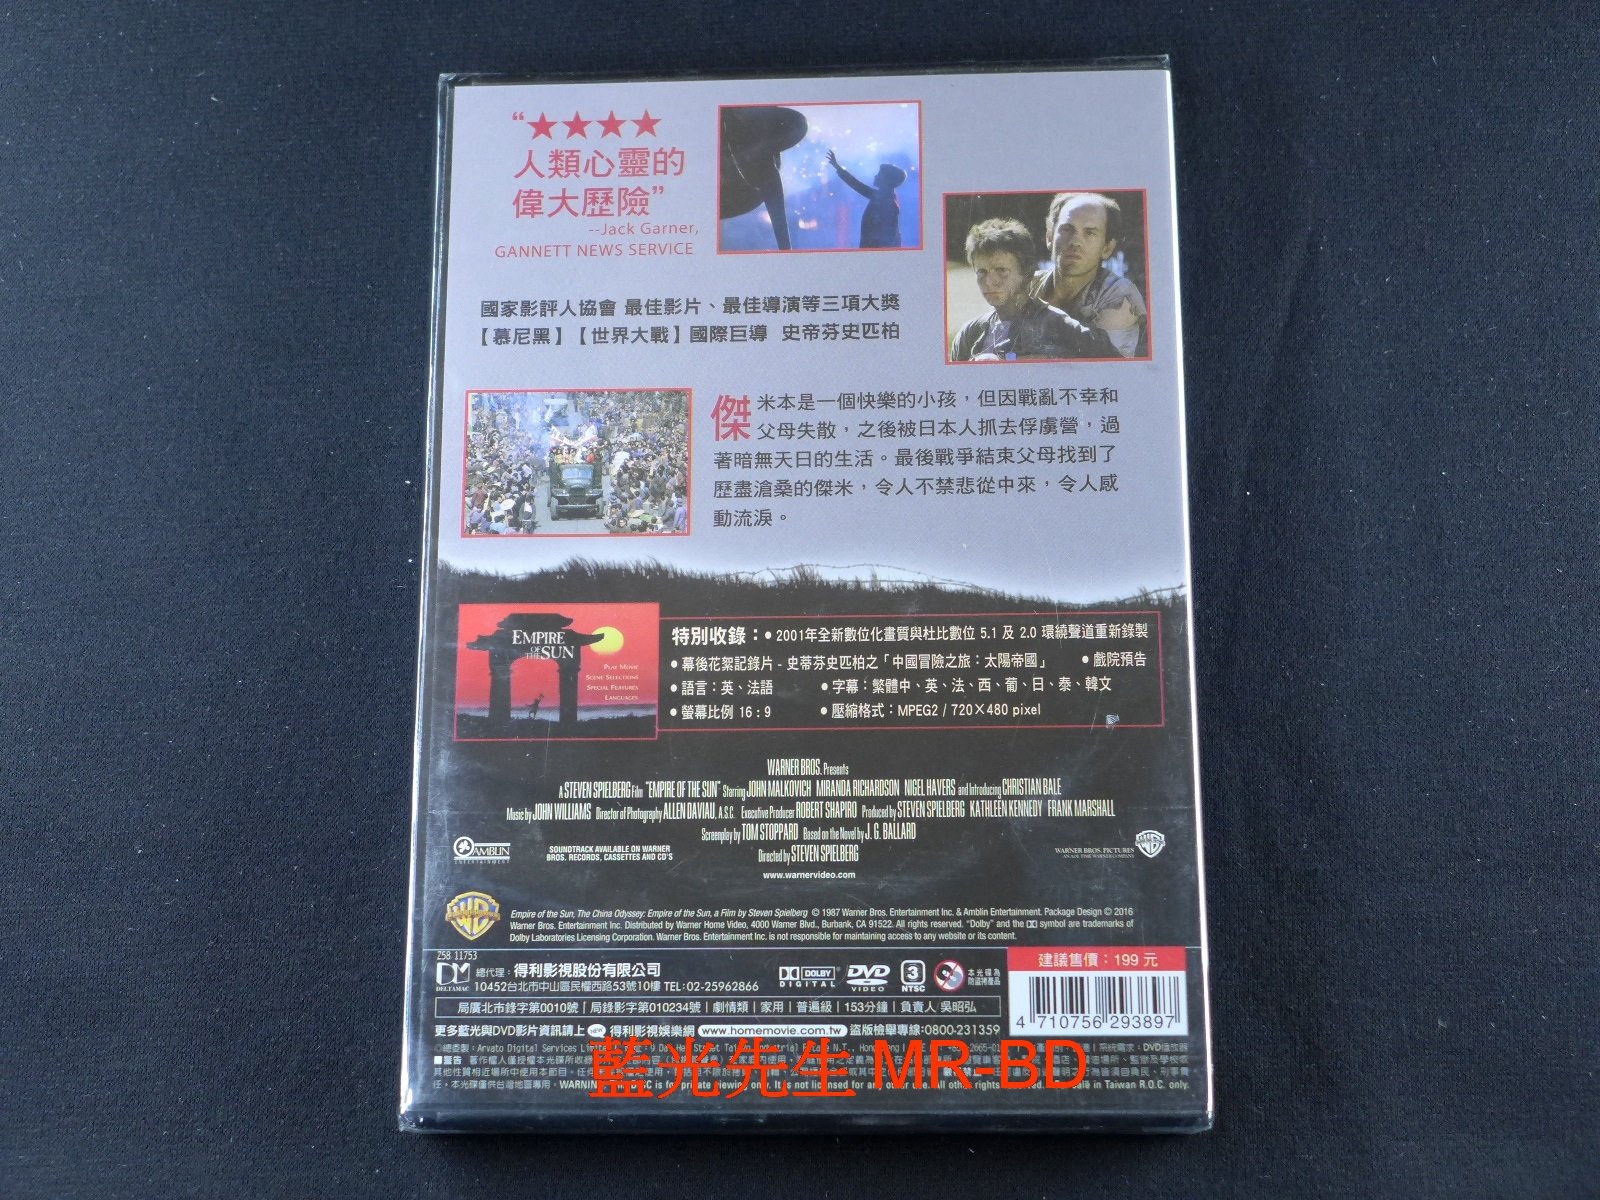 “★★★★
人類心靈的
偉大歷險”
--Jack Garner,
GANNETT NEWS SERVICE
國家影評人協會 最佳影片、最佳導演等三項大獎
【慕尼黑】【世界大戰】國際巨導 史帝芬史匹柏
傑米本是一個快樂的小孩，但因戰亂不幸和
父母失散，之後被日本人抓去俘虜營，過
著暗無天日的生活。最後戰爭結束父母找到了
歷盡滄桑的傑米，令人不禁悲從中來，令人感
動流淚。
EMPIRE
OF THE SUN
PLAY MOVIE
SCENE SELECTIONS
SPECIAL FEATURES
LANGUAGES
特別收錄：●2001年全新數位化畫質與杜比數位 5.1 及 2.0 環繞聲道重新錄製
●幕後花絮記錄片 - 史蒂芬史匹柏之「中國冒險之旅：太陽帝國」 ●戲院預告
●語言：英、法語 ●字幕：繁體中、英、法、西、葡、日、泰、韓文
●螢幕比例 16：9 ●壓縮格式：MPEG2 / 720×480 pixel
WARNER BROS. Presents
A STEVEN SPIELBERG Film "EMPIRE OF THE SUN" Starring JOHN MALKOVICH MIRANDA RICHARDSON NIGEL HAVERS and Introducing CHRISTIAN BALE
Music by JOHN WILLIAMS Director of Photography ALLEN DAVIAU, A.S.C. Executive Producer ROBERT SHAPIRO Produced by STEVEN SPIELBERG KATHLEEN KENNEDY FRANK MARSHALL
Screenplay by TOM STOPPARD Based on the Novel by J. G. BALLARD
Directed by STEVEN SPIELBERG
AMBLIN
ENTERTAINMENT
SOUNDTRACK AVAILABLE ON WARNER
BROS. RECORDS, CASSETTES AND CD'S
WARNER BROS. PICTURES
AN AOL TIME WARNER COMPANY
www.warnervideo.com
Empire of the Sun, The China Odyssey: Empire of the Sun, a Film by Steven Spielberg © 1987 Warner Bros. Entertainment Inc. & Amblin Entertainment. Package Design © 2016
Warner Bros. Entertainment Inc. Distributed by Warner Home Video, 4000 Warner Blvd., Burbank, CA 91522. All rights reserved. "Dolby" and the DD symbol are trademarks of
Dolby Laboratories Licensing Corporation. Warner Bros. Entertainment Inc. is not responsible for maintaining access to any website or its content.
Z58 11753
DELTAMAC
總代理：得利影視股份有限公司
10452台北市中山區民權西路53號10樓 TEL:02-25962866
DOLBY
DIGITAL
DVD
VIDEO
3
NTSC
本光碟為
防盜拷產品
建議售價：199 元
4 710756 293897
局廣北市錄字第0010號 | 局錄影字第010234號 | 劇情類 | 家用 | 普遍級 | 153分鐘 | 負責人 吳昭弘
更多藍光與DVD影片資訊請上 得利影視娛樂網 www.homemovie.com.tw 盜版檢舉專線:0800-231359
藍光先生 MR-BD